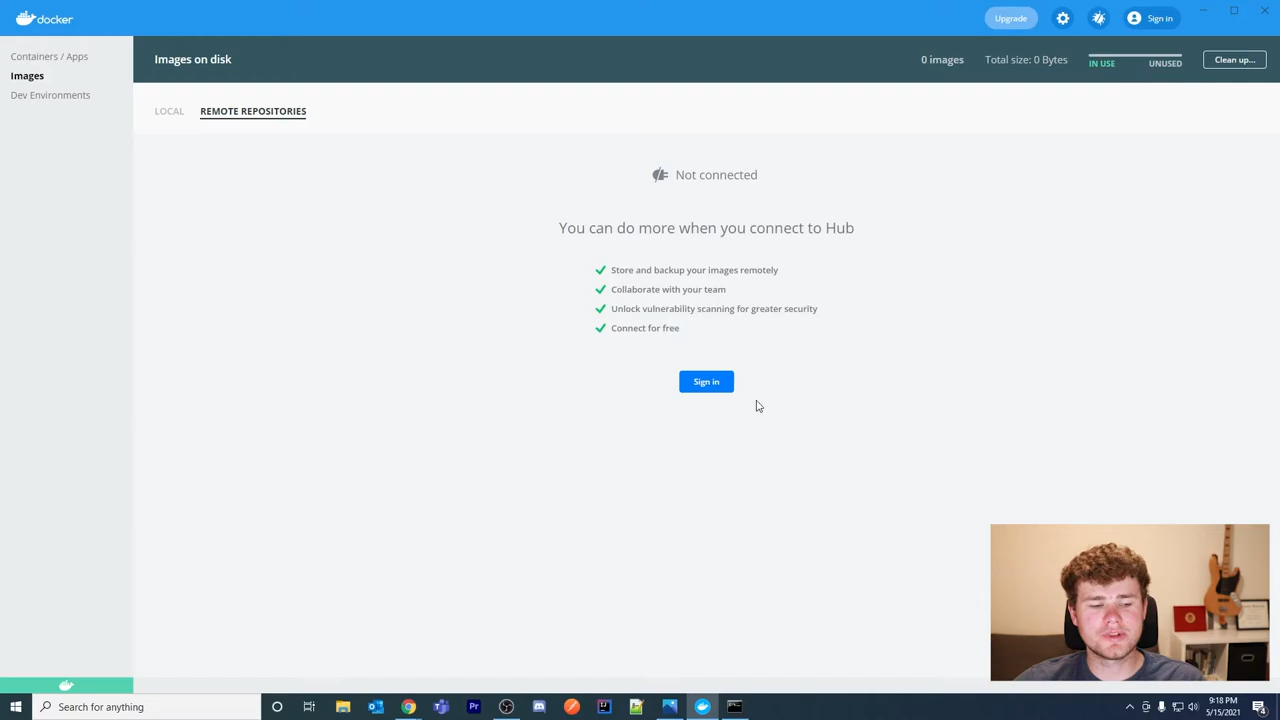 docker
Upgrade
Sign in
Containers / Apps
Images
Dev Environments
Images on disk
0 images
Total size: 0 Bytes
IN USE
UNUSED
Clean up...
LOCAL
REMOTE REPOSITORIES
Not connected
You can do more when you connect to Hub
Store and backup your images remotely
Collaborate with your team
Unlock vulnerability scanning for greater security
Connect for free
Sign in
Search for anything
9:18 PM
5/15/2021
4